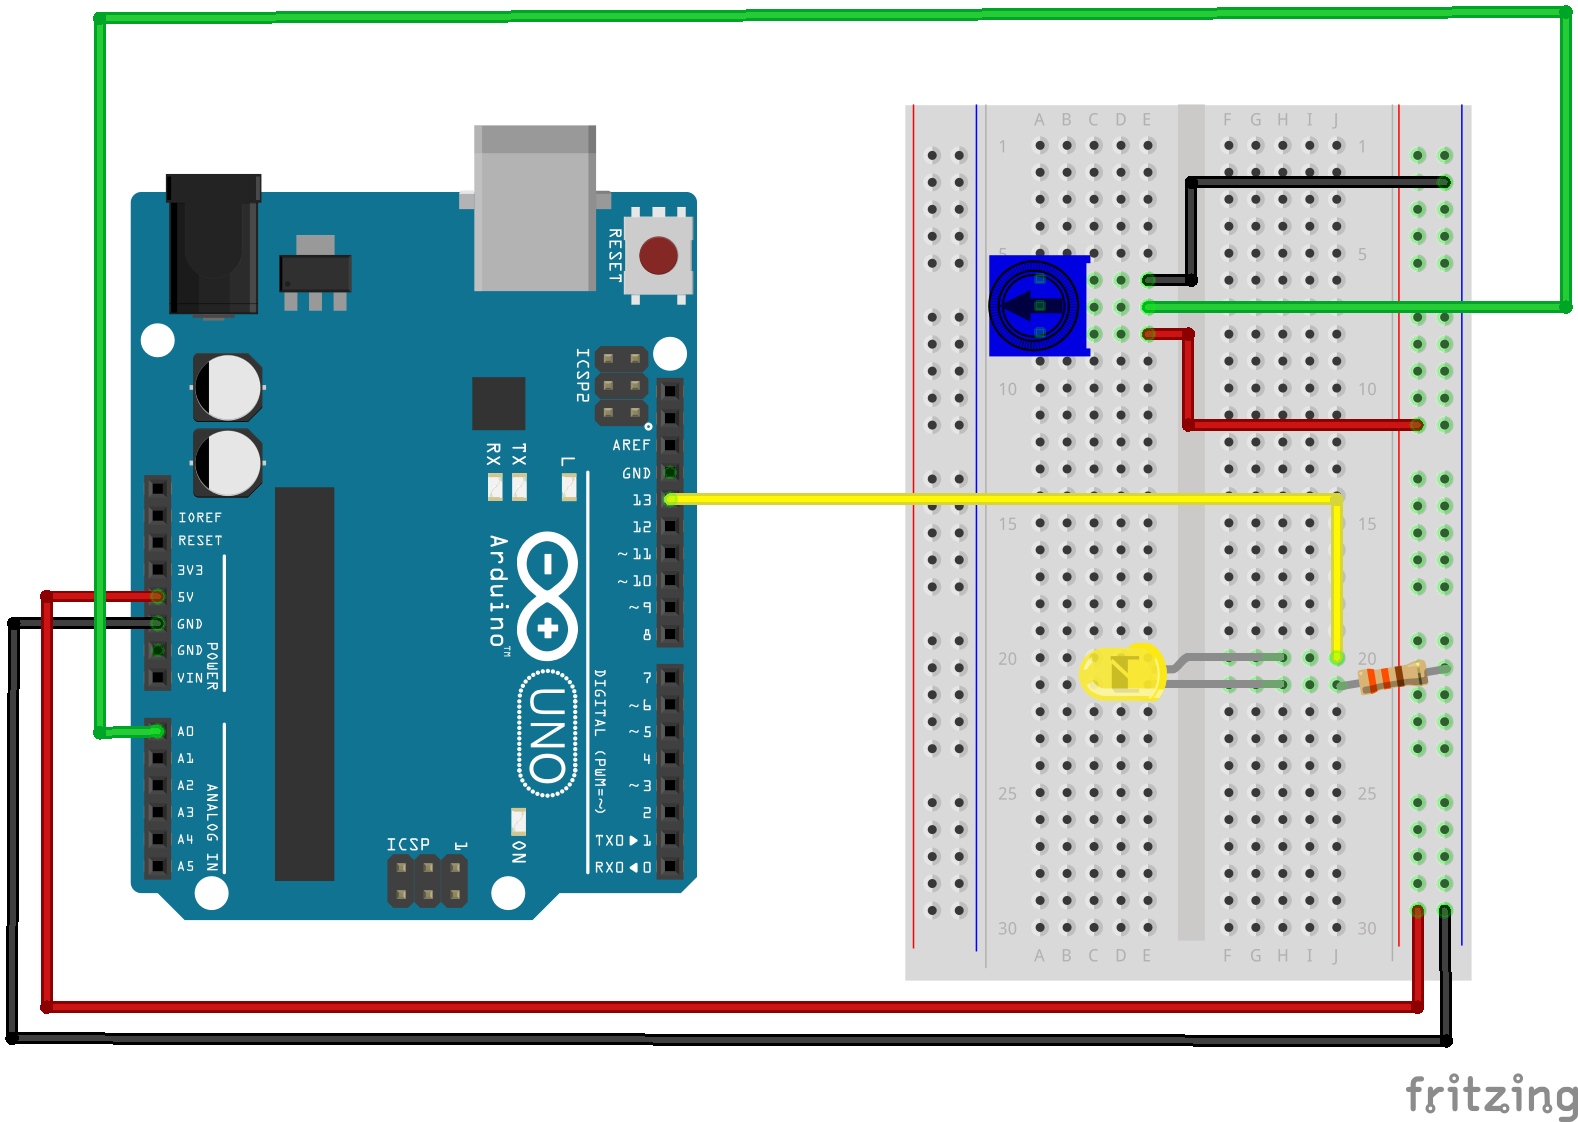 RESET
ICSP2
AREF
GND
13
12
~11
~10
~9
8
7
~6
~5
4
~3
2
TX0▶1
RX0◀0
DIGITAL (PWM=~)
RX
TX
L
Arduino™
UNO
IOREF
RESET
3V3
5V
GND
GND
VIN
POWER
A0
A1
A2
A3
A4
A5
ANALOG IN
ICSP
1
ON
A B C D E F G H I J
1 1
5 5
10 10
15 15
20 20
25 25
30 30
A B C D E F G H I J
fritzing